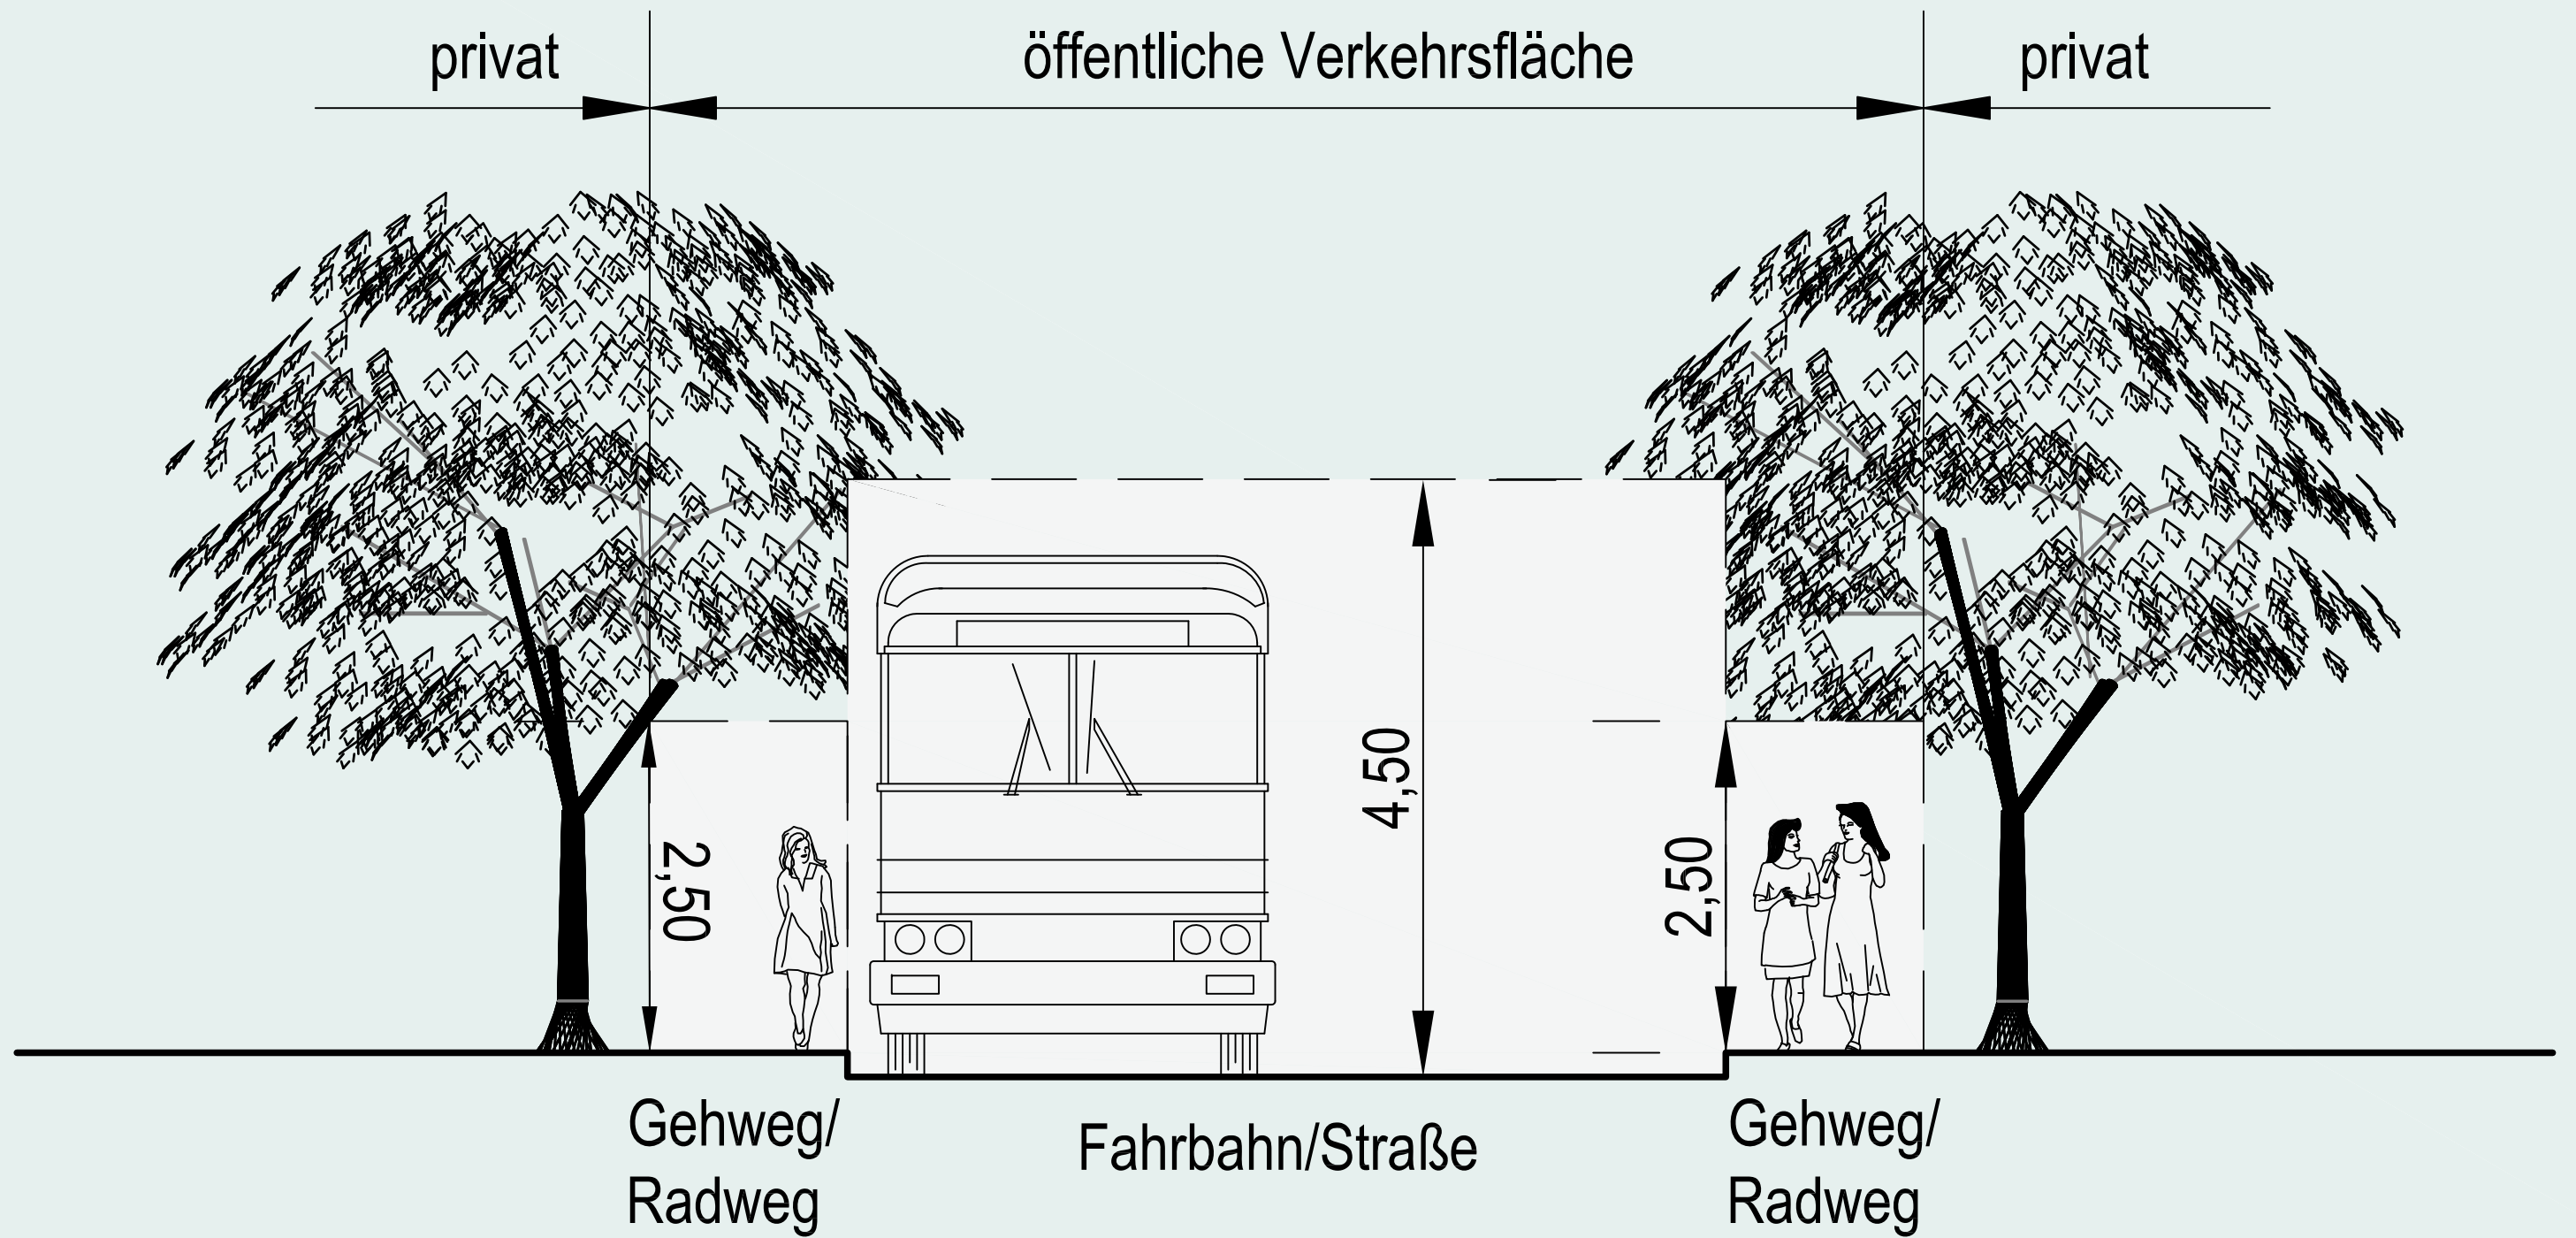 privat
öffentliche Verkehrsfläche
privat
2,50
4,50
2,50
Gehweg/
Radweg
Fahrbahn/Straße
Gehweg/
Radweg